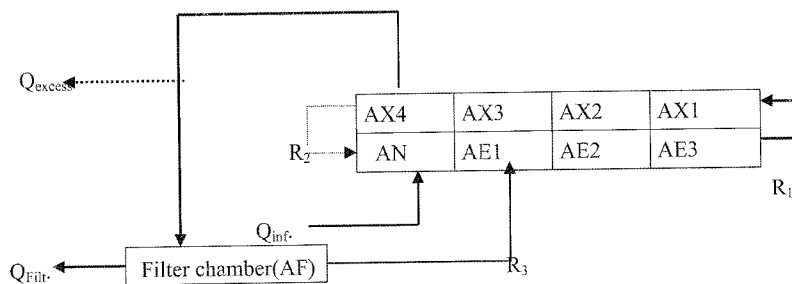 Qexcess
AX4 AX3 AX2 AX1
R2 AN AE1 AE2 AE3
R1
Qinf.
QFilt. Filter chamber(AF) R3